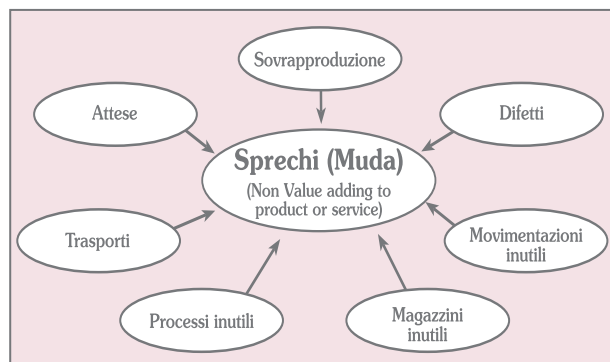 Sovrapproduzione
Attese
Difetti
Sprechi (Muda)
(Non Value adding to
product or service)
Trasporti
Movimentazioni
inutili
Processi inutili
Magazzini
inutili